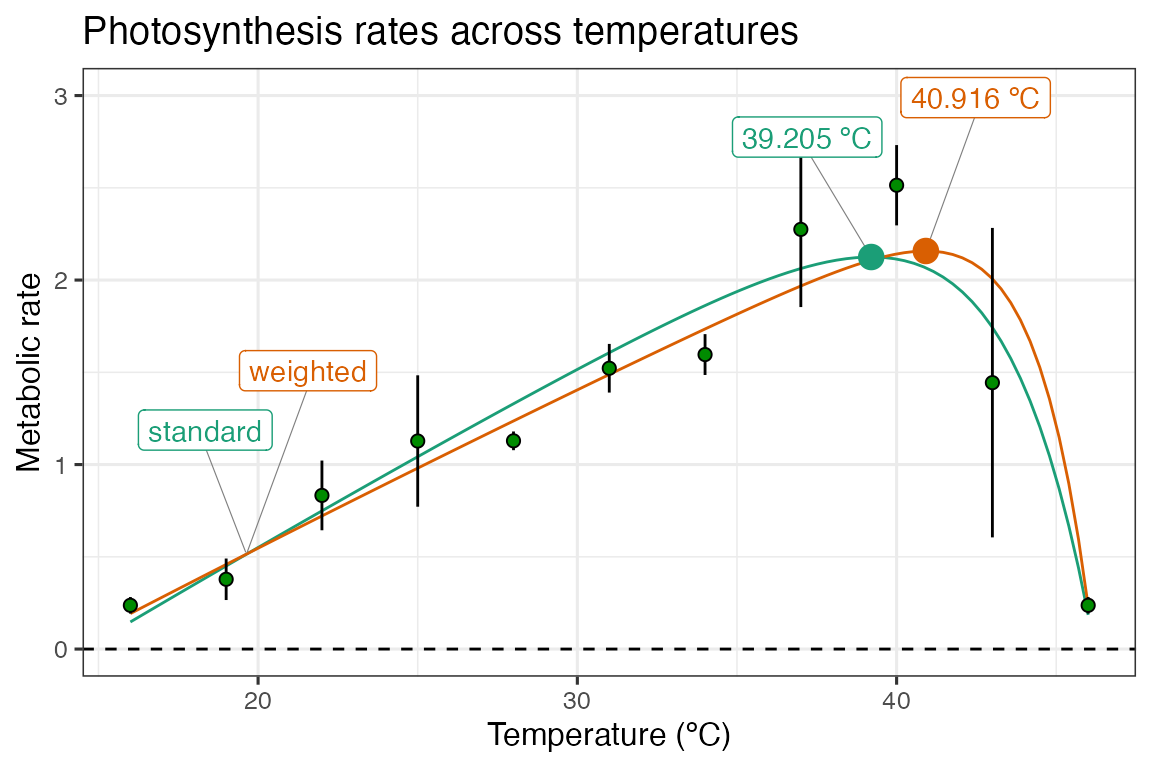 Photosynthesis rates across temperatures
3
40.916 °C
39.205 °C
2
Metabolic rate
weighted
standard
1
0
20
30
40
Temperature (°C)